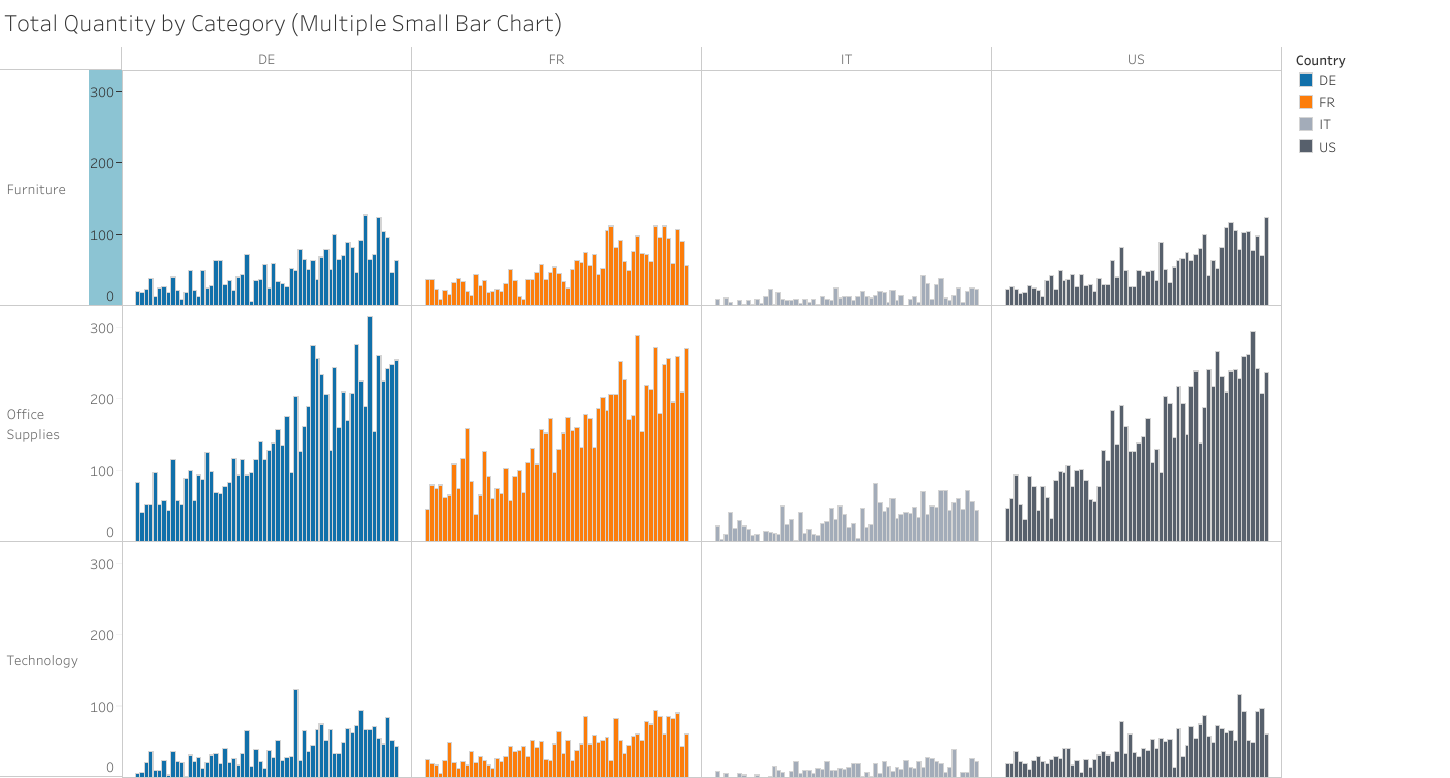 Total Quantity by Category (Multiple Small Bar Chart)
DE FR IT US
Country
DE
FR
IT
US
300
200
Furniture
100
0
300
200
Office
Supplies
100
0
300
200
Technology
100
0